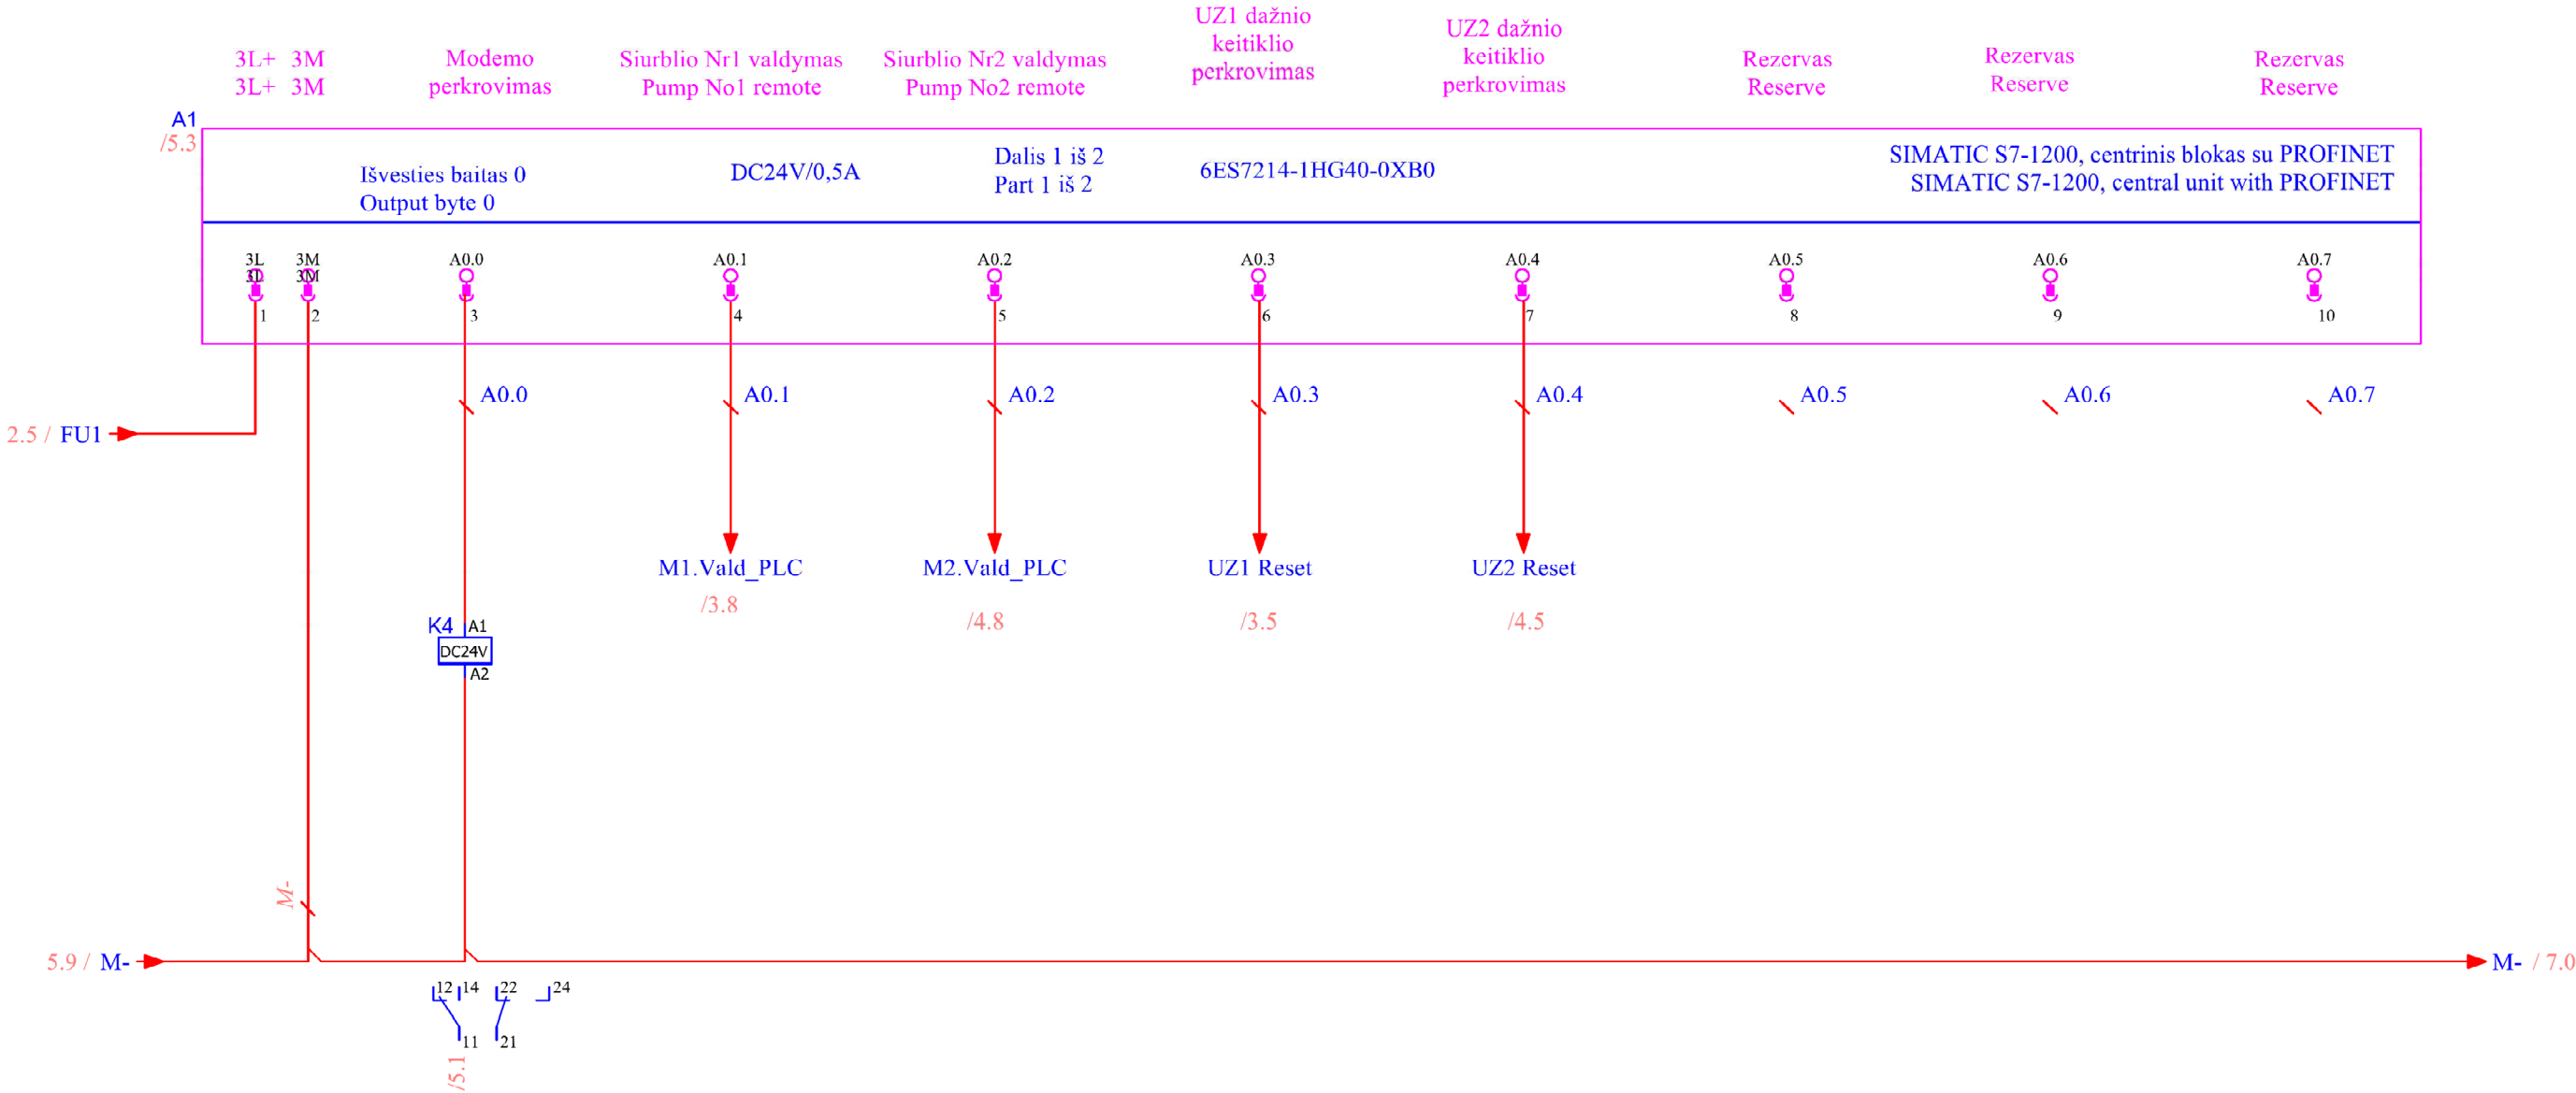 3L+ 3M
3L+ 3M
Modemo
perkrovimas
Siurblio Nr1 valdymas
Pump No1 remote
Siurblio Nr2 valdymas
Pump No2 remote
UZ1 dažnio
keitiklio
perkrovimas
UZ2 dažnio
keitiklio
perkrovimas
Rezervas
Reserve
Rezervas
Reserve
Rezervas
Reserve
A1
/5.3
Išvesties baitas 0
Output byte 0
DC24V/0,5A
Dalis 1 iš 2
Part 1 iš 2
6ES7214-1HG40-0XB0
SIMATIC S7-1200, centrinis blokas su PROFINET
SIMATIC S7-1200, central unit with PROFINET
3L 3M A0.0 A0.1 A0.2 A0.3 A0.4 A0.5 A0.6 A0.7
3L 3M
1 2 3 4 5 6 7 8 9 10
A0.0 A0.1 A0.2 A0.3 A0.4 A0.5 A0.6 A0.7
2.5 / FU1
M1.Vald_PLC
/3.8
M2.Vald_PLC
/4.8
UZ1 Reset
/3.5
UZ2 Reset
/4.5
K4 A1
DC24V
A2
M-
5.9 / M-
M- / 7.0
12 14 22 24
11 21
/5.1